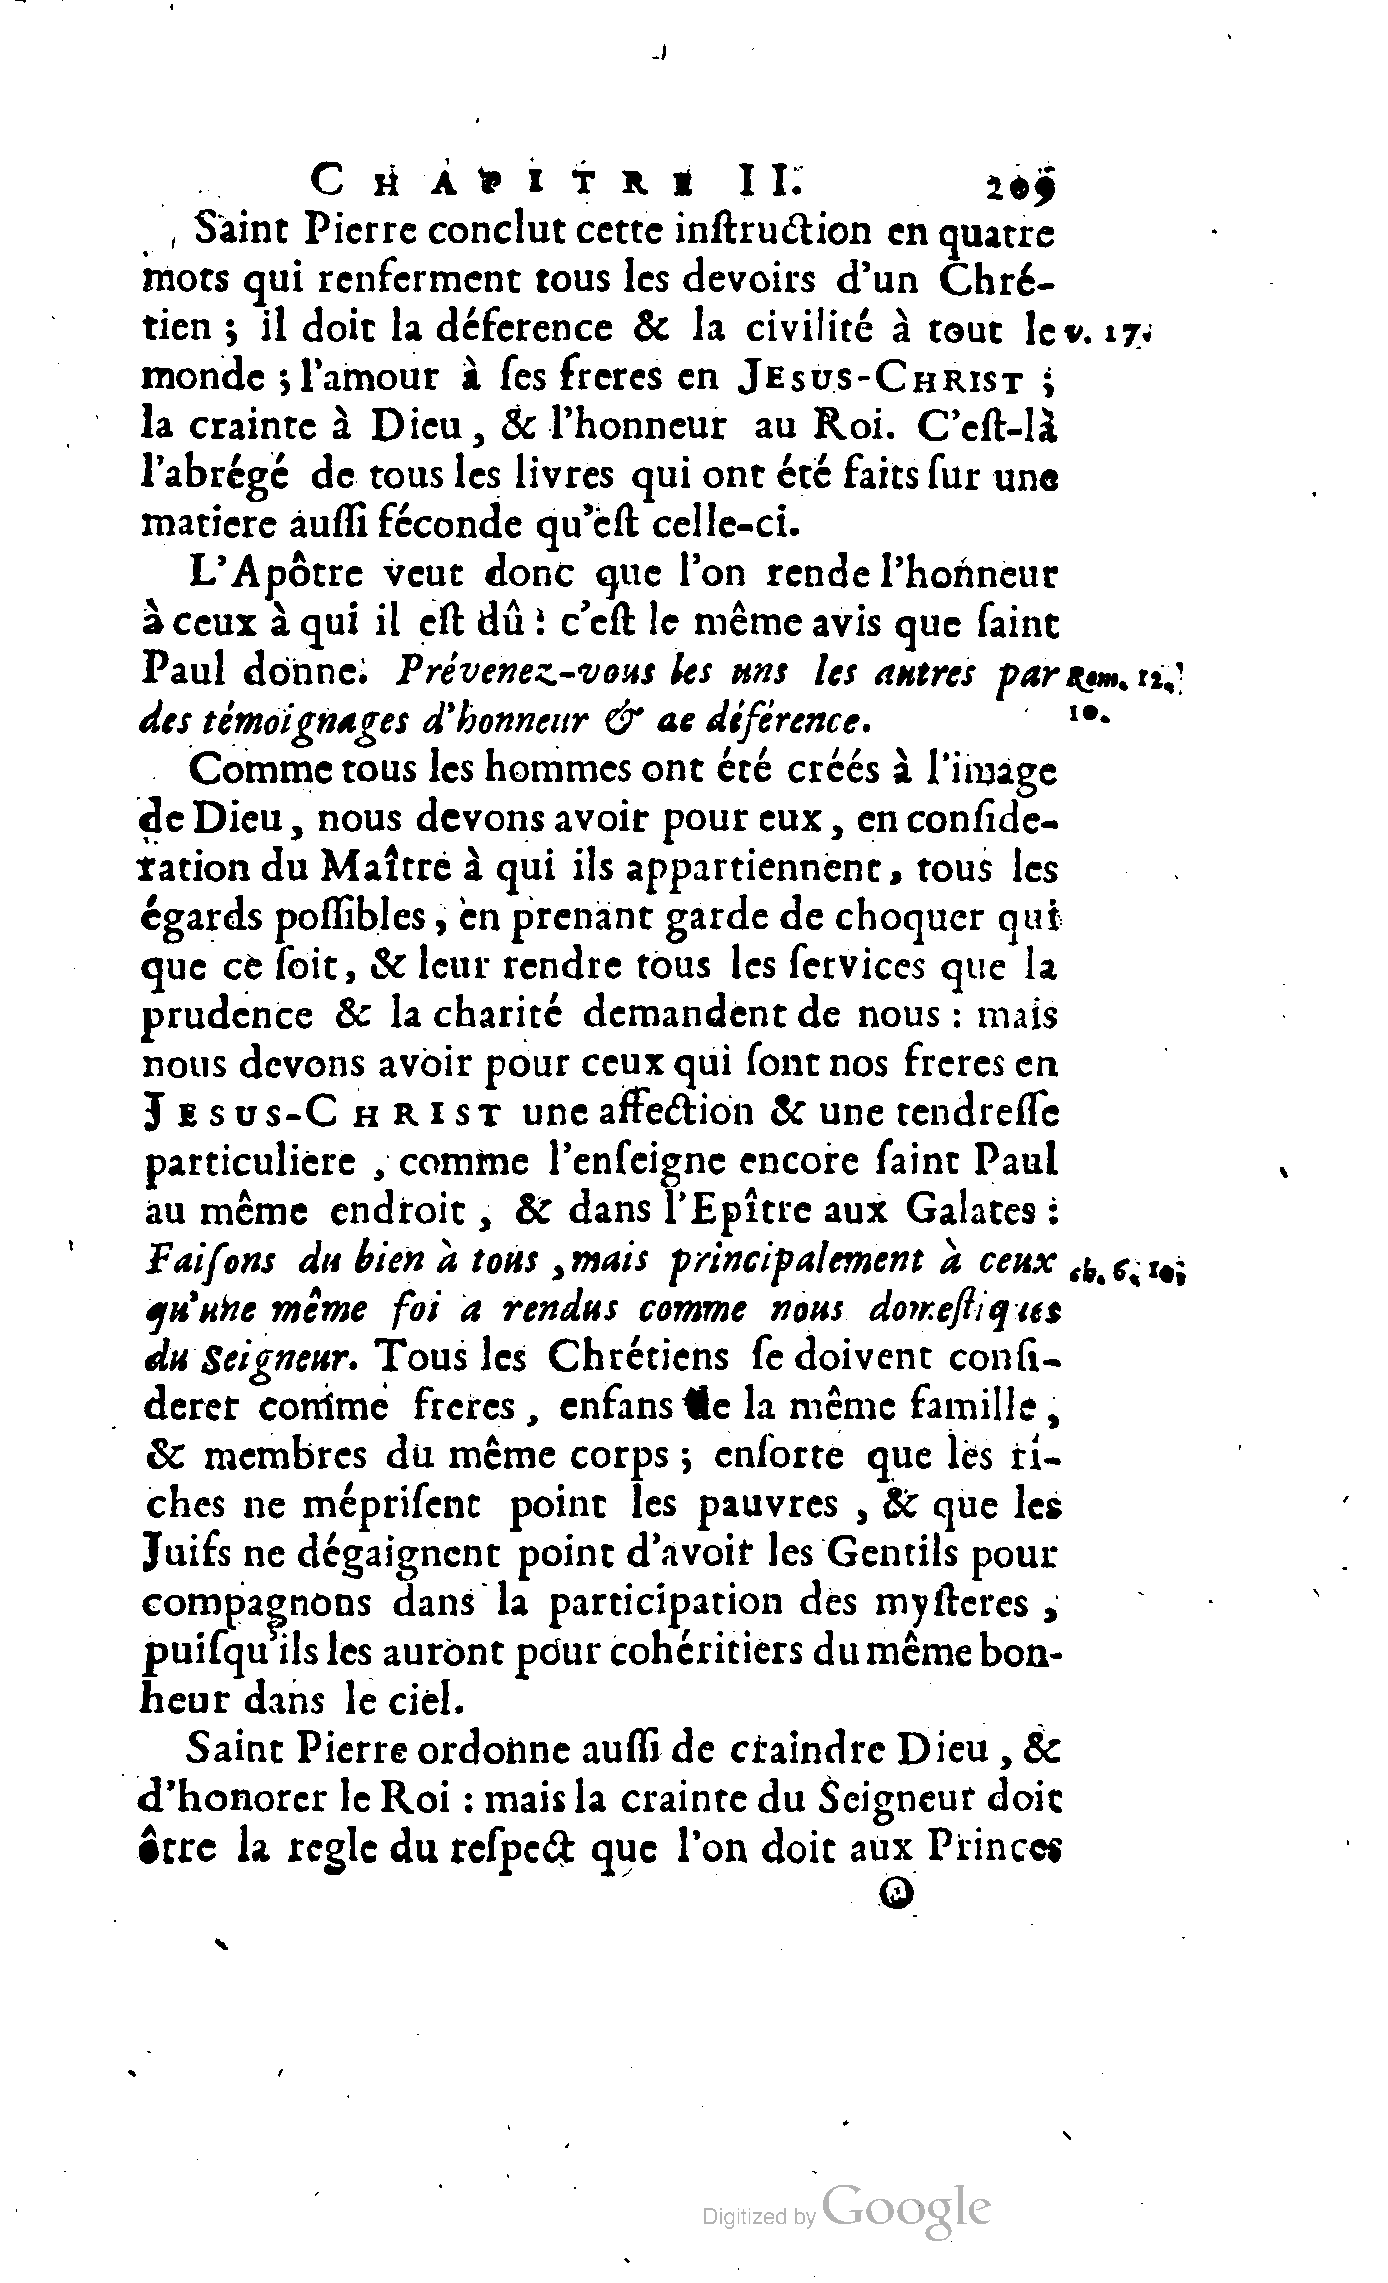 CHAPITRE II. 209
Saint Pierre conclut cette inſtruction en quatre
mots qui renferment tous les devoirs d'un Chré-
tien ; il doit la déference & la civilité à tout le v. 17.
monde ; l'amour à ſes freres en JESUS-CHRIST ;
la crainte à Dieu, & l'honneur au Roi. C'eſt-là
l'abrégé de tous les livres qui ont été faits ſur une
matiere auſſi féconde qu'eſt celle-ci.
L'Apôtre veut donc que l'on rende l'honneur
à ceux à qui il eſt dû : c'eſt le même avis que ſaint
Paul donne. Prévenez-vous les uns les autres par Rom. 12.
des témoignages d'honneur & de déférence. 10.
Comme tous les hommes ont été créés à l'image
de Dieu, nous devons avoir pour eux, en conſide-
ration du Maître à qui ils appartiennent, tous les
égards poſſibles, en prenant garde de choquer qui
que ce ſoit, & leur rendre tous les ſervices que la
prudence & la charité demandent de nous : mais
nous devons avoir pour ceux qui ſont nos freres en
JESUS-CHRIST une affection & une tendreſſe
particuliere, comme l'enſeigne encore ſaint Paul
au même endroit, & dans l'Epître aux Galates :
Faiſons du bien à tous, mais principalement à ceux ch. 6. 10.
qu'une même foi a rendus comme nous domeſtiques
du Seigneur. Tous les Chrétiens ſe doivent conſi-
derer comme freres, enfans de la même famille,
& membres du même corps ; enſorte que les ri-
ches ne mépriſent point les pauvres, & que les
Juifs ne dégaignent point d'avoir les Gentils pour
compagnons dans la participation des myſteres,
puiſqu'ils les auront pour cohéritiers du même bon-
heur dans le ciel.
Saint Pierre ordonne auſſi de craindre Dieu, &
d'honorer le Roi : mais la crainte du Seigneur doit
être la regle du reſpect que l'on doit aux Princes
Digitized by Google